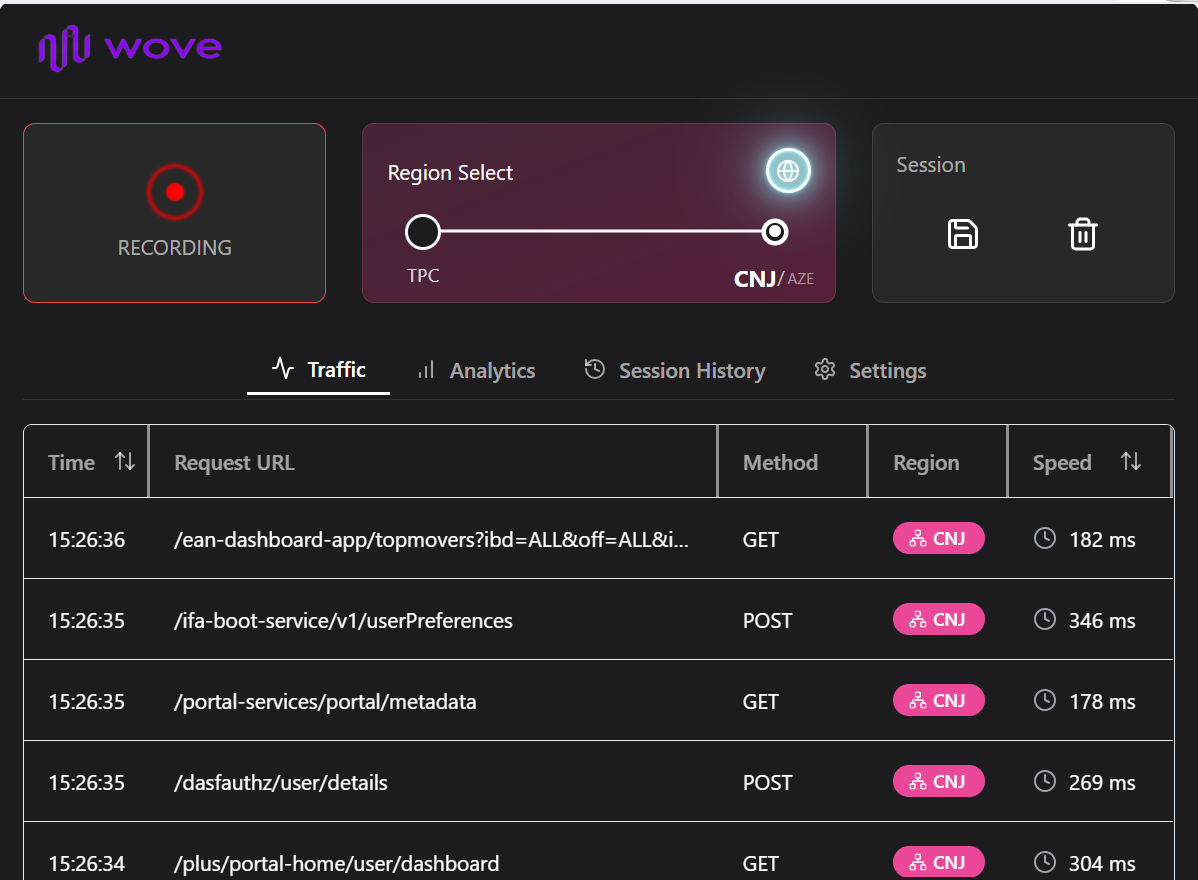 wove
RECORDING
Region Select
TPC
CNJ/AZE
Session
Traffic
Analytics
Session History
Settings
Time Request URL Method Region Speed
15:26:36 /ean-dashboard-app/topmovers?ibd=ALL&off=ALL&i... GET CNJ 182 ms
15:26:35 /ifa-boot-service/v1/userPreferences POST CNJ 346 ms
15:26:35 /portal-services/portal/metadata GET CNJ 178 ms
15:26:35 /dasfauthz/user/details POST CNJ 269 ms
15:26:34 /plus/portal-home/user/dashboard GET CNJ 304 ms